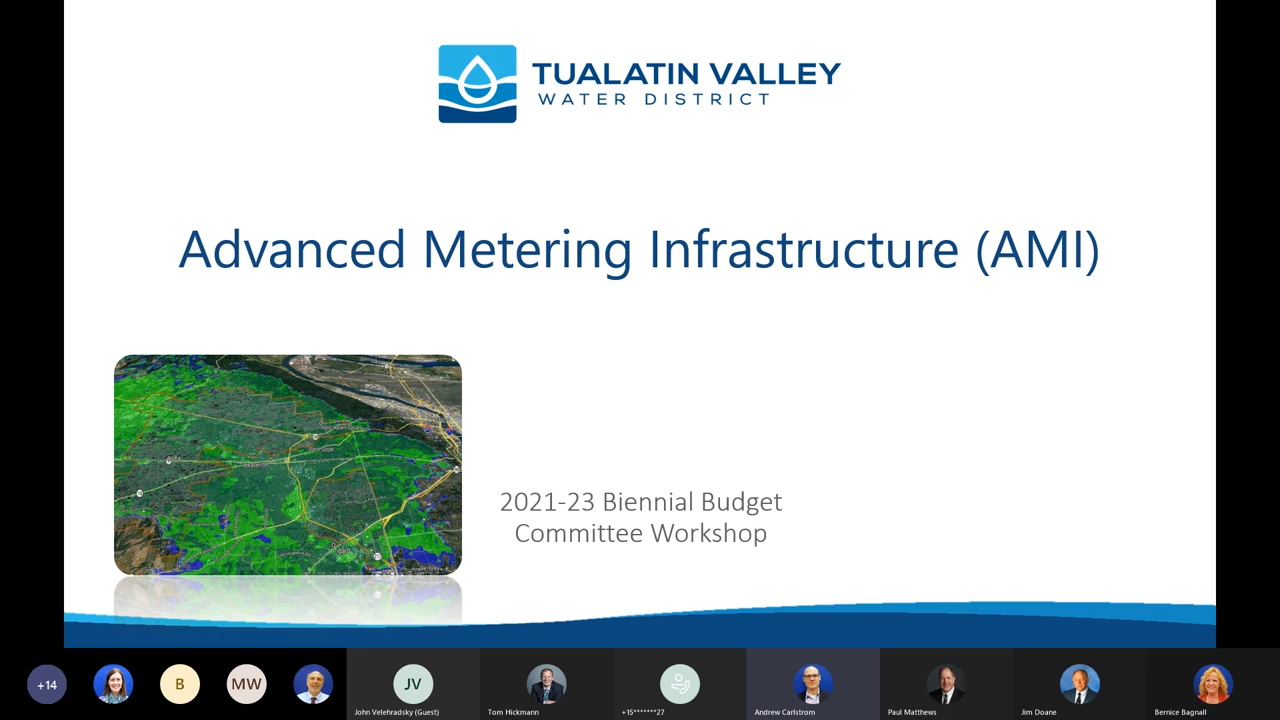 TUALATIN VALLEY
WATER DISTRICT
Advanced Metering Infrastructure (AMI)
2021-23 Biennial Budget
Committee Workshop
+14
B
MW
JV
John Velehradsky (Guest)
Tom Hickmann
+15*******27
Andrew Carlstrom
Paul Matthews
Jim Doane
Bernice Bagnall